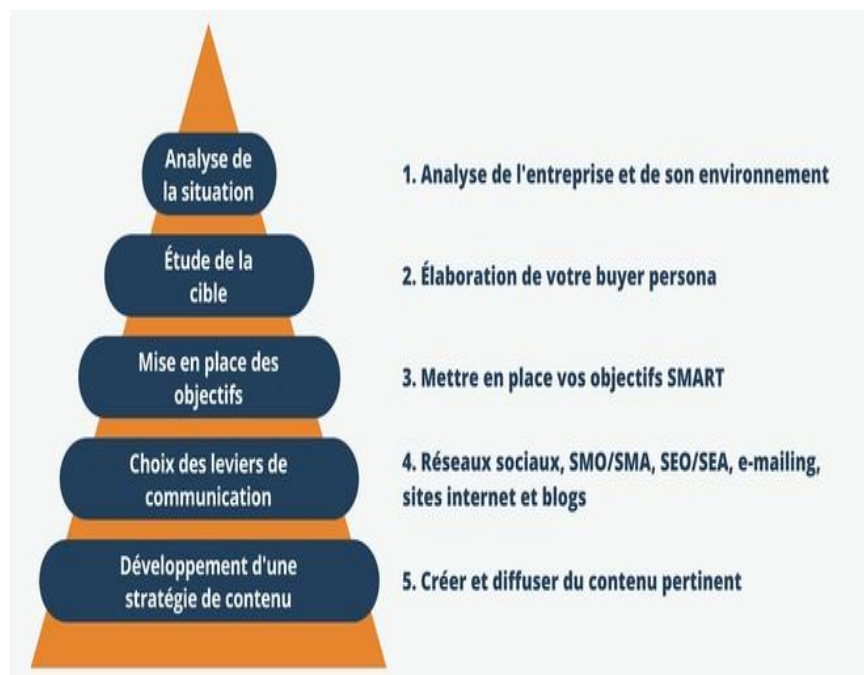 Analyse de
la situation
1. Analyse de l'entreprise et de son environnement
Étude de la
cible
2. Élaboration de votre buyer persona
Mise en place des
objectifs
3. Mettre en place vos objectifs SMART
Choix des leviers de
communication
4. Réseaux sociaux, SMO/SMA, SEO/SEA, e-mailing,
sites internet et blogs
Développement d'une
stratégie de contenu
5. Créer et diffuser du contenu pertinent